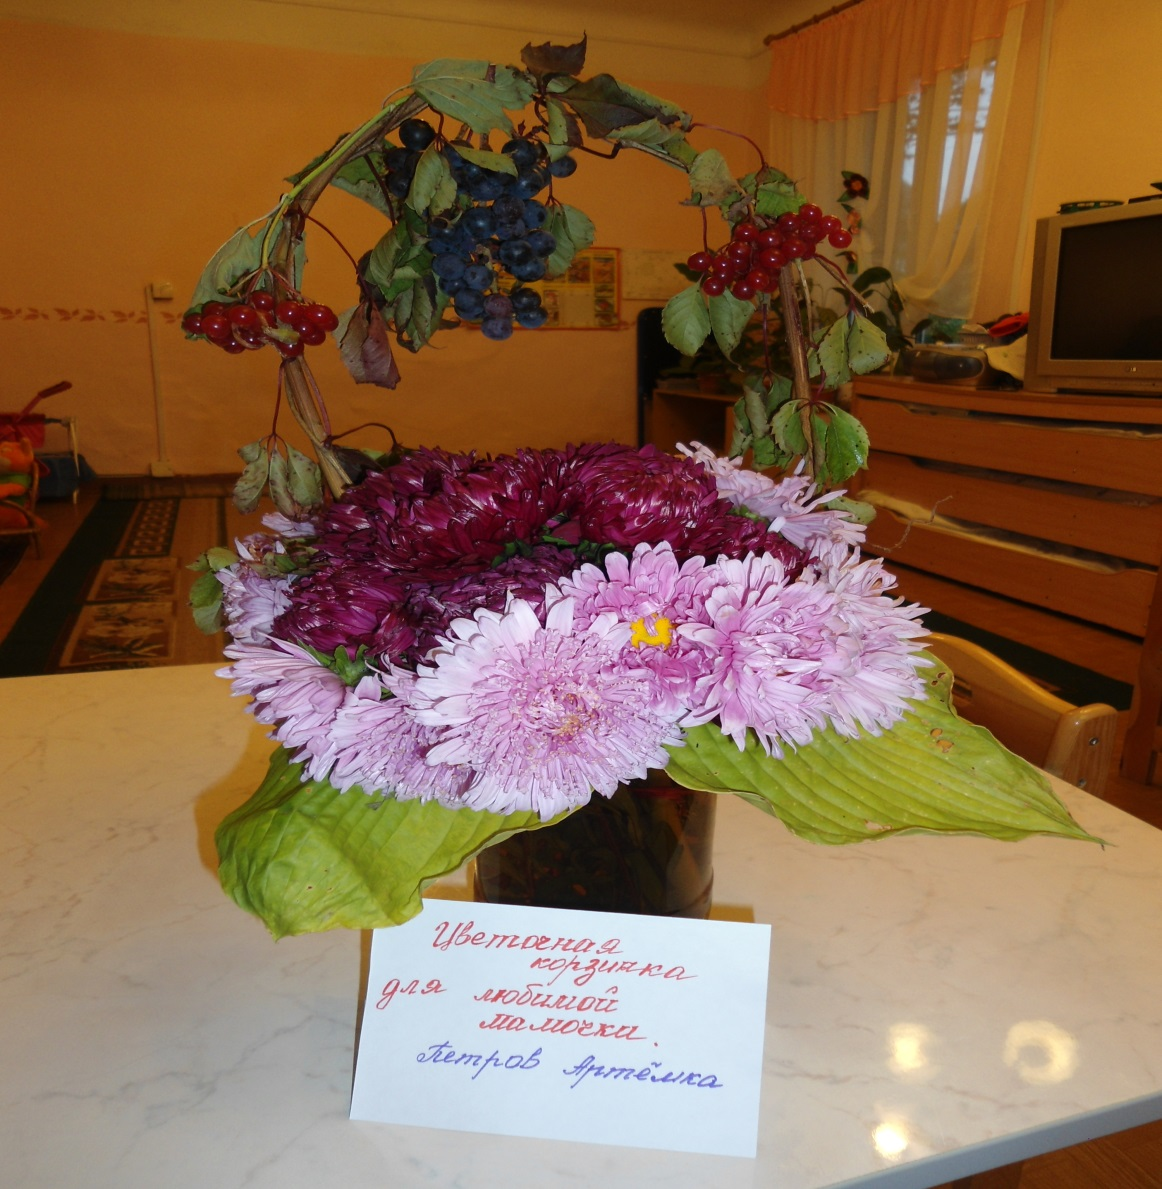 Цветочная
корзинка
для любимой
мамочки.
Петров Артёмка